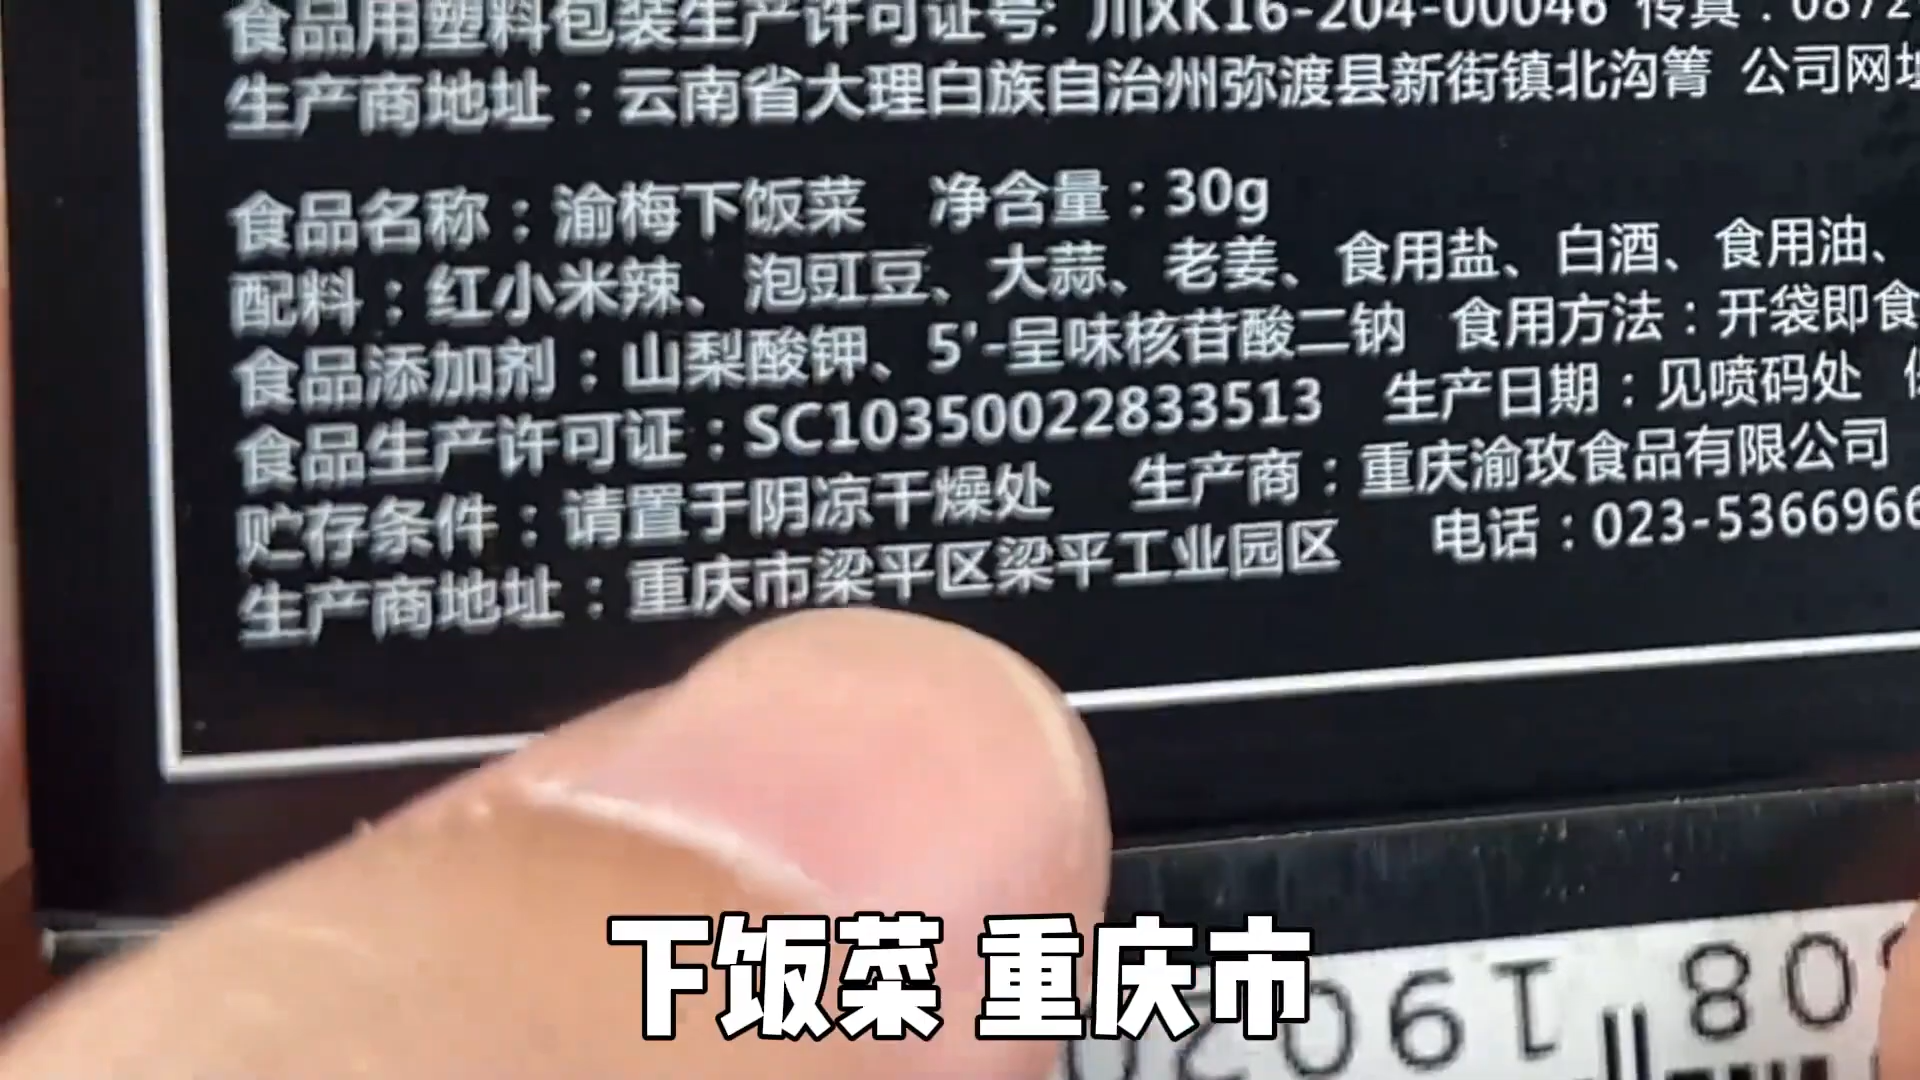 食品用塑料包装生产许可证号: 川XK16-204-00046 传真：0872
生产商地址：云南省大理白族自治州弥渡县新街镇北沟箐 公司网址
食品名称：渝梅下饭菜 净含量：30g
配料：红小米辣、泡豇豆、大蒜、老姜、食用盐、白酒、食用油、
食品添加剂：山梨酸钾、5'-呈味核苷酸二钠 食用方法：开袋即食
食品生产许可证：SC10350022833513 生产日期：见喷码处
贮存条件：请置于阴凉干燥处 生产商：重庆渝玫食品有限公司
生产商地址：重庆市梁平区梁平工业园区 电话：023-5366966
下饭菜 重庆市